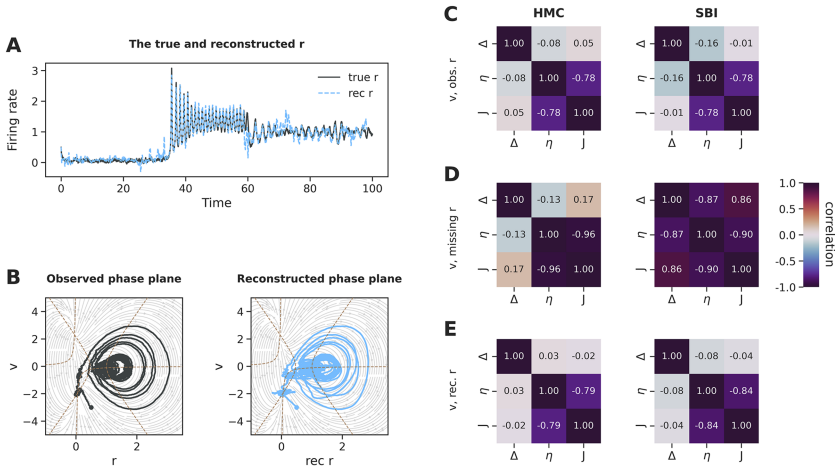 A
The true and reconstructed r
Firing rate
3
2
1
0
true r
rec r
0
20
40
60
80
100
Time
B
Observed phase plane
v
4
2
0
−2
−4
0
2
r
Reconstructed phase plane
v
4
2
0
−2
−4
0
2
rec r
C
HMC
SBI
v, obs. r
Δ
1.00
-0.08
0.05
η
-0.08
1.00
-0.78
J
0.05
-0.78
1.00
Δ
η
J
Δ
1.00
-0.16
-0.01
η
-0.16
1.00
-0.78
J
-0.01
-0.78
1.00
Δ
η
J
D
v, missing r
Δ
1.00
-0.13
0.17
η
-0.13
1.00
-0.96
J
0.17
-0.96
1.00
Δ
η
J
Δ
1.00
-0.87
0.86
η
-0.87
1.00
-0.90
J
0.86
-0.90
1.00
Δ
η
J
1.0
0.5
0.0
-0.5
-1.0
correlation
E
v, rec. r
Δ
1.00
0.03
-0.02
η
0.03
1.00
-0.79
J
-0.02
-0.79
1.00
Δ
η
J
Δ
1.00
-0.08
-0.04
η
-0.08
1.00
-0.84
J
-0.04
-0.84
1.00
Δ
η
J